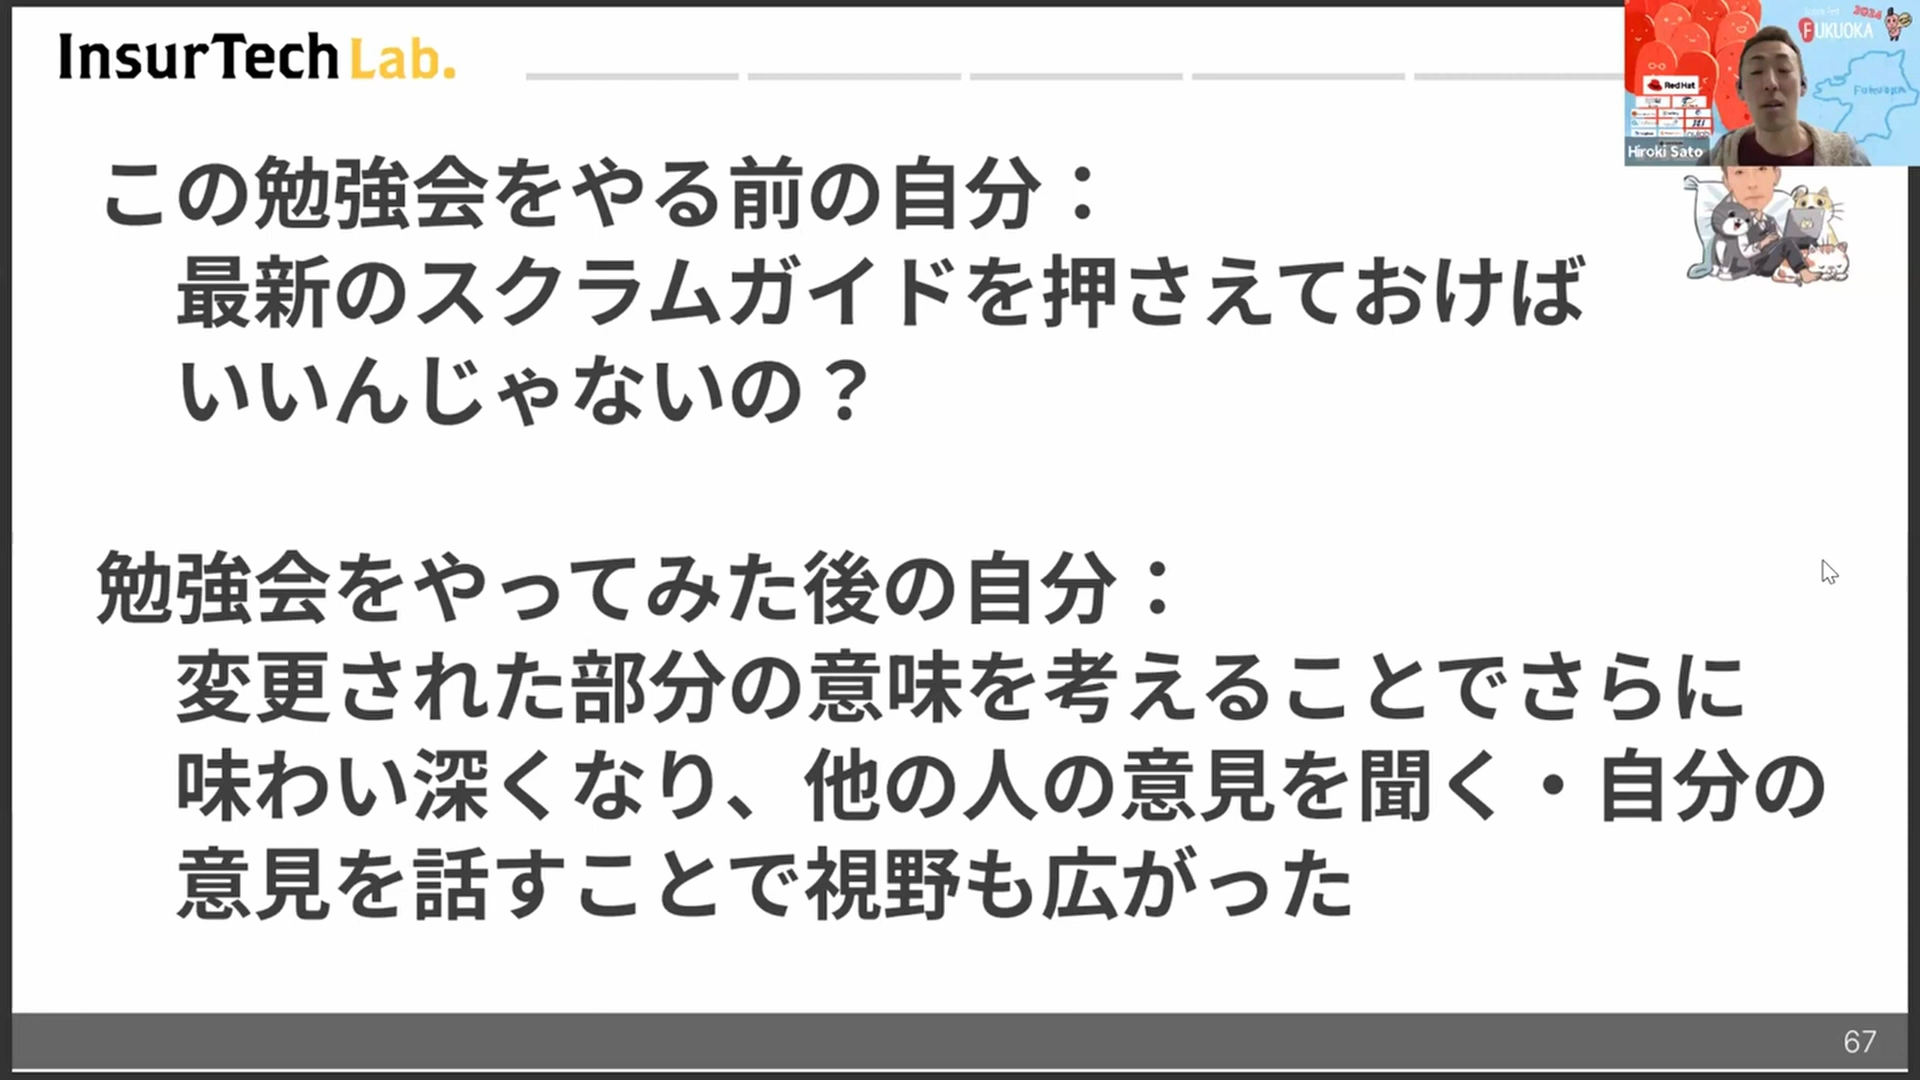 InsurTech Lab.
この勉強会をやる前の自分：
最新のスクラムガイドを押さえておけば
いいんじゃないの？
勉強会をやってみた後の自分：
変更された部分の意味を考えることでさらに
味わい深くなり、他の人の意見を聞く・自分の
意見を話すことで視野も広がった
67
2024
FUKUOKA
Fukuoka
Red Hat
Hiroki Sato